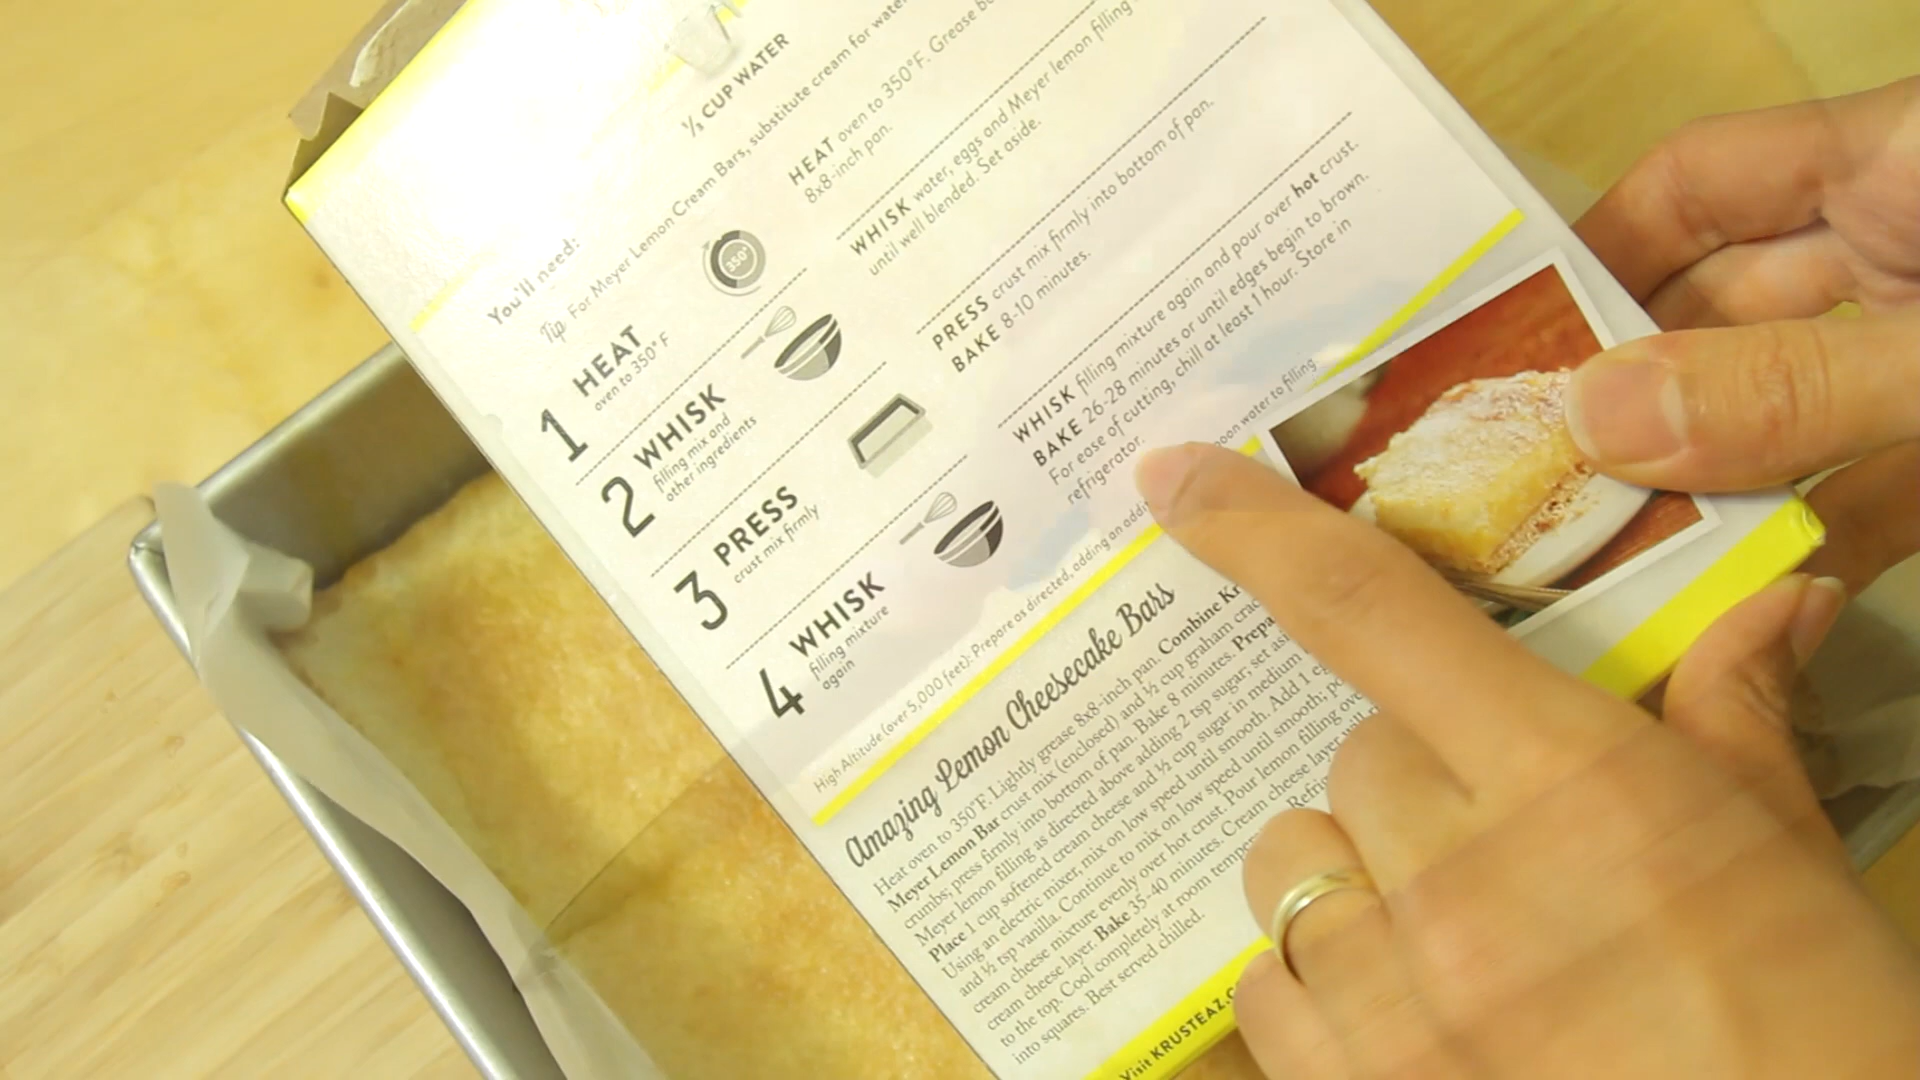 ⅓ CUP WATER
You'll need:
Tip For Meyer Lemon Cream Bars, substitute cream for water
1 HEAT
oven to 350°F
350°
HEAT oven to 350°F. Grease
8x8-inch pan.
2 WHISK
filling mix and
other ingredients
WHISK water, eggs and Meyer lemon filling
until well blended. Set aside.
3 PRESS
crust mix firmly
PRESS crust mix firmly into bottom of pan.
BAKE 8-10 minutes.
4 WHISK
filling mixture
again
WHISK filling mixture again and pour over hot crust.
BAKE 26-28 minutes or until edges begin to brown.
For ease of cutting, chill at least 1 hour. Store in
refrigerator.
High Altitude (over 5,000 feet): Prepare as directed, adding an water to filling
Amazing Lemon Cheesecake Bars
Heat oven to 350°F. Lightly grease 8x8-inch pan. Combine
Meyer Lemon Bar crust mix (enclosed) and ½ cup graham
crumbs; press firmly into bottom of pan. Bake 8 minutes.
Meyer lemon filling as directed above adding 2 tsp sugar; set
Place 1 cup softened cream cheese and ½ cup sugar in medium
Using an electric mixer, mix on low speed until smooth. Add 1
and ½ tsp vanilla. Continue to mix on low speed until smooth;
cream cheese mixture evenly over hot crust. Pour lemon filling
cream cheese layer. Bake 35-40 minutes. Cream cheese layer will
to the top. Cool completely at room
into squares. Best served chilled.
Visit